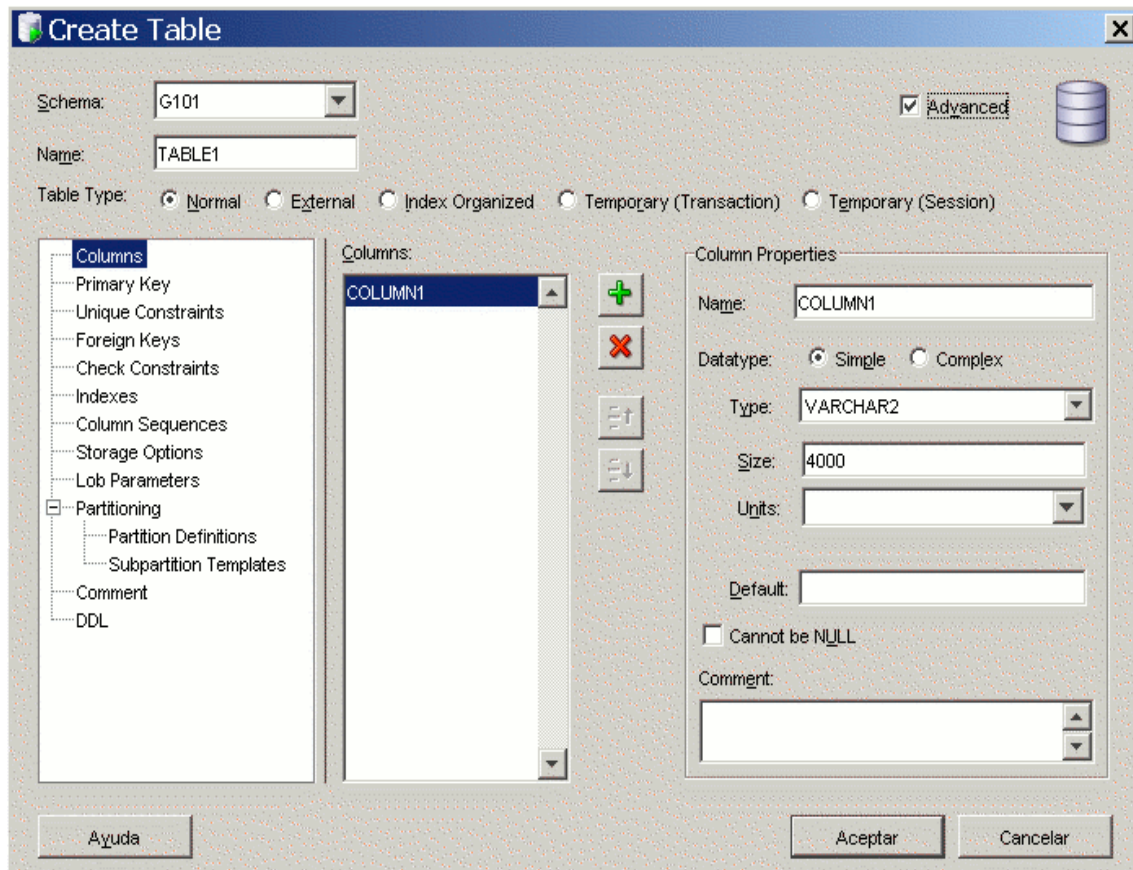 Create Table
Schema: G101 Advanced
Name: TABLE1
Table Type: Normal External Index Organized Temporary (Transaction) Temporary (Session)
Columns
Primary Key
Unique Constraints
Foreign Keys
Check Constraints
Indexes
Column Sequences
Storage Options
Lob Parameters
Partitioning
Partition Definitions
Subpartition Templates
Comment
DDL
Columns:
COLUMN1
Column Properties
Name: COLUMN1
Datatype: Simple Complex
Type: VARCHAR2
Size: 4000
Units:
Default:
Cannot be NULL
Comment:
Ayuda Aceptar Cancelar